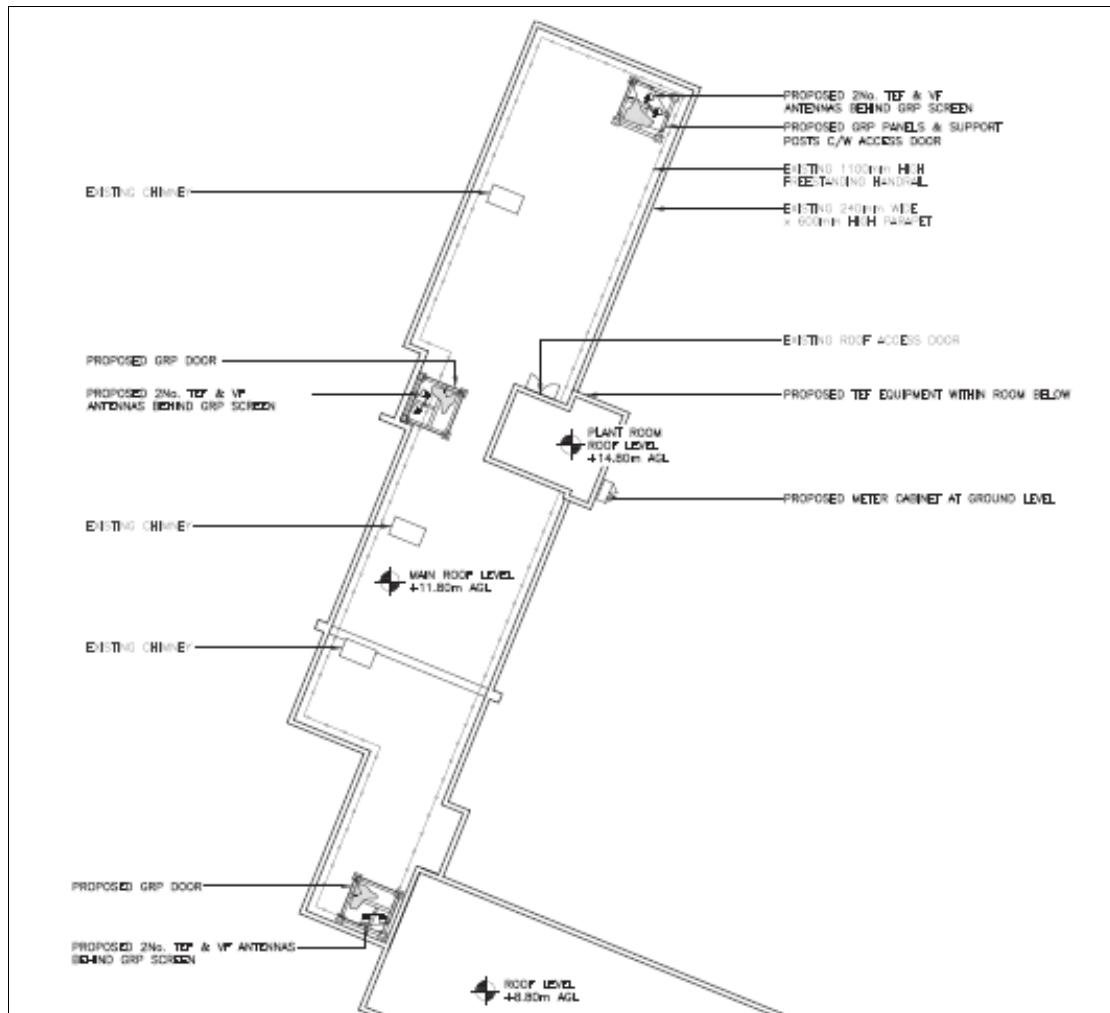 PROPOSED 2No. TEF & VF
ANTENNAS BEHIND GRP SCREEN
PROPOSED GRP PANELS & SUPPORT
POSTS C/W ACCESS DOOR
EXISTING 1100mm HIGH
FREESTANDING HANDRAIL
EXISTING CHIMNEY
EXISTING 240mm WIDE
x 600mm HIGH PARAPET
EXISTING ROOF ACCESS DOOR
PROPOSED GRP DOOR
PROPOSED 2No. TEF & VF
ANTENNAS BEHIND GRP SCREEN
PROPOSED TEF EQUIPMENT WITHIN ROOM BELOW
PLANT ROOM
ROOF LEVEL
+14.80m AGL
PROPOSED METER CABINET AT GROUND LEVEL
EXISTING CHIMNEY
MAIN ROOF LEVEL
+11.80m AGL
EXISTING CHIMNEY
PROPOSED GRP DOOR
PROPOSED 2No. TEF & VF ANTENNAS
BEHIND GRP SCREEN
ROOF LEVEL
+8.80m AGL